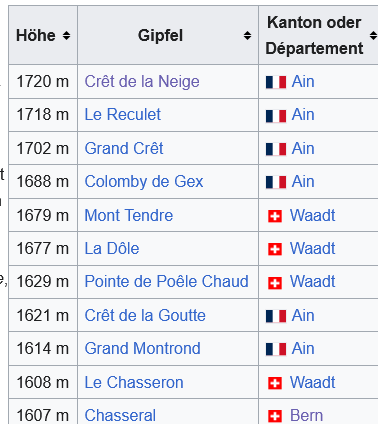 Höhe Gipfel Kanton oder Département
1720 m Crêt de la Neige Ain
1718 m Le Reculet Ain
1702 m Grand Crêt Ain
1688 m Colomby de Gex Ain
1679 m Mont Tendre Waadt
1677 m La Dôle Waadt
1629 m Pointe de Poêle Chaud Waadt
1621 m Crêt de la Goutte Ain
1614 m Grand Montrond Ain
1608 m Le Chasseron Waadt
1607 m Chasseral Bern